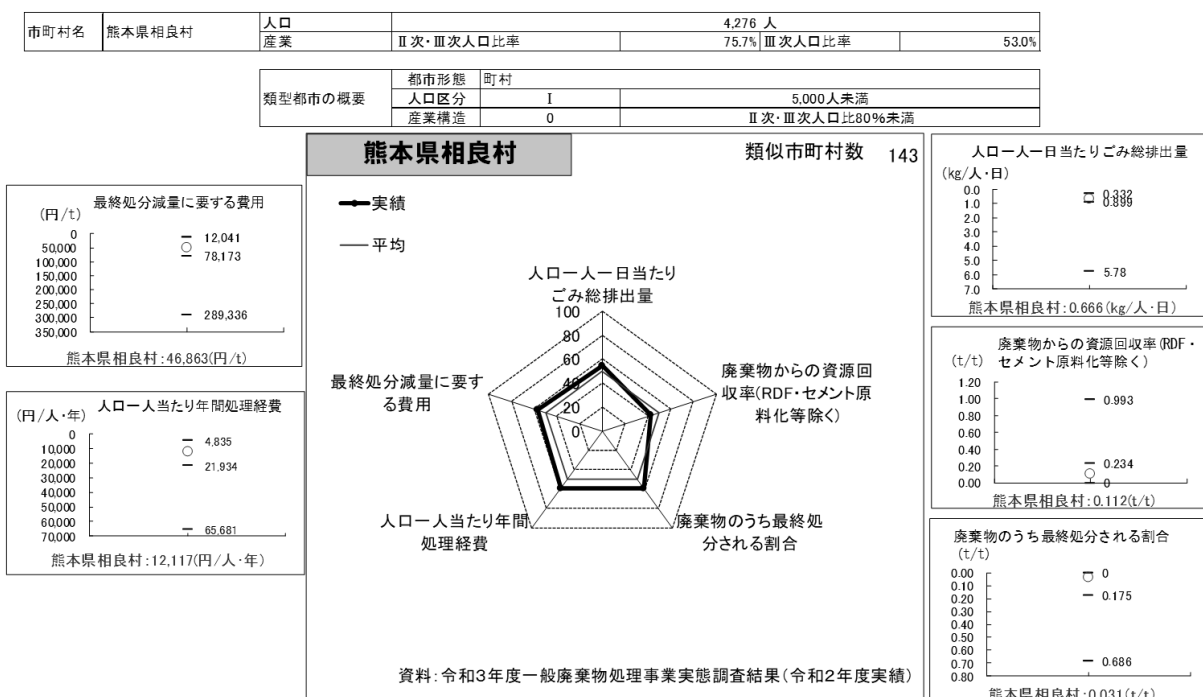 市町村名 熊本県相良村 人口 4,276 人
産業 Ⅱ次・Ⅲ次人口比率 75.7% Ⅲ次人口比率 53.0%
類型都市の概要 都市形態 町村
人口区分 Ⅰ 5,000人未満
産業構造 0 Ⅱ次・Ⅲ次人口比80%未満
熊本県相良村 類似市町村数 143
実績
平均
人口一人一日当たり
ごみ総排出量
100
80
60
40
20
0
廃棄物からの資源回
収率(RDF・セメント原
料化等除く)
廃棄物のうち最終処
分される割合
人口一人当たり年間
処理経費
最終処分減量に要す
る費用
資料:令和3年度一般廃棄物処理事業実態調査結果(令和2年度実績)
最終処分減量に要する費用
(円/t)
0
50,000
100,000
150,000
200,000
250,000
300,000
350,000
12,041
78,173
289,336
熊本県相良村:46,863(円/t)
人口一人当たり年間処理経費
(円/人・年)
0
10,000
20,000
30,000
40,000
50,000
60,000
70,000
4,835
21,934
65,681
熊本県相良村:12,117(円/人・年)
人口一人一日当たりごみ総排出量
(kg/人・日)
0.0
1.0
2.0
3.0
4.0
5.0
6.0
7.0
0.332
0.899
5.78
熊本県相良村:0.666(kg/人・日)
廃棄物からの資源回収率(RDF・
セメント原料化等除く)
(t/t)
1.20
1.00
0.80
0.60
0.40
0.20
0.00
0.993
0.234
0
熊本県相良村:0.112(t/t)
廃棄物のうち最終処分される割合
(t/t)
0.00
0.10
0.20
0.30
0.40
0.50
0.60
0.70
0.80
0
0.175
0.686
熊本県相良村:0.031(t/t)